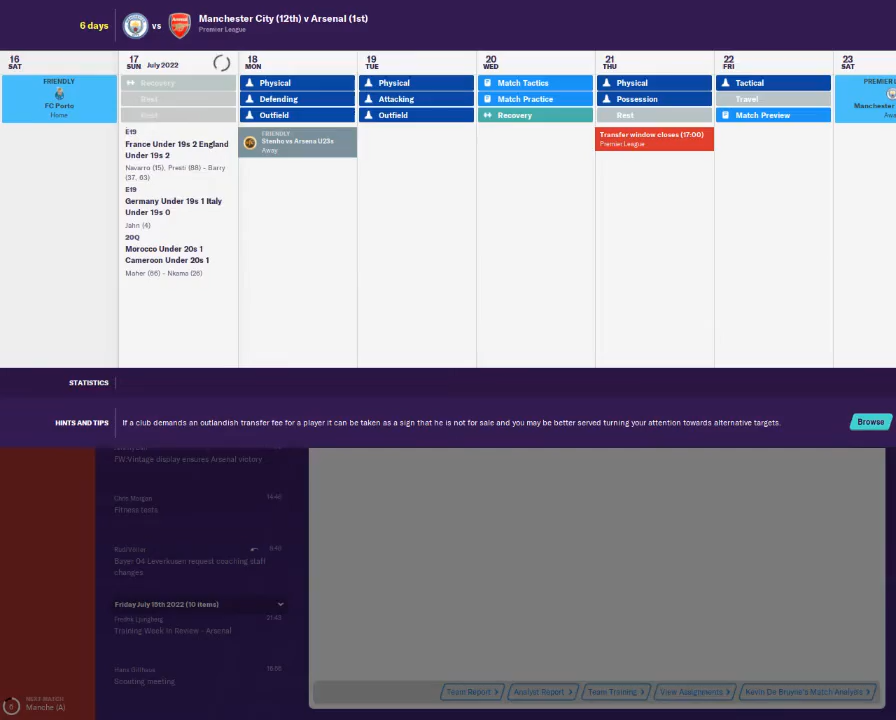 6 days
vs
Manchester City (12th) v Arsenal (1st)
Premier League
16
SAT
17
SUN
July 2022
18
MON
19
TUE
20
WED
21
THU
22
FRI
23
SAT
FRIENDLY
FC Porto
Home
Recovery
Rest
Rest
Physical
Defending
Outfield
Physical
Attacking
Outfield
Match Tactics
Match Practice
Recovery
Physical
Possession
Rest
Tactical
Travel
Match Preview
PREMIER L
Manchester
Awa
E19
France Under 19s 2 England
Under 19s 2
Navarro (15), Presti (88) - Barry
(37, 63)
E19
Germany Under 19s 1 Italy
Under 19s 0
Jahn (4)
20Q
Morocco Under 20s 1
Cameroon Under 20s 1
Maher (86) - Nkama (26)
FRIENDLY
Stenho vs Arsena U23s
Away
Transfer window closes (17:00)
Premier League
STATISTICS
HINTS AND TIPS
If a club demands an outlandish transfer fee for a player it can be taken as a sign that he is not for sale and you may be better served turning your attention towards alternative targets.
Browse
FW:Vintage display ensures Arsenal victory
Chris Morgan
Fitness tests
Rudi Völler
Bayer 04 Leverkusen request coaching staff
changes
Friday July 15th 2022 (10 items)
Fredrik Ljungberg
21:43
Training Week In Review - Arsenal
Hans Gillhaus
Scouting meeting
Team Report
Analyst Report
Team Training
View Assignments
Kevin De Bruyne's Match Analysis
6
NEXT MATCH
Manche (A)